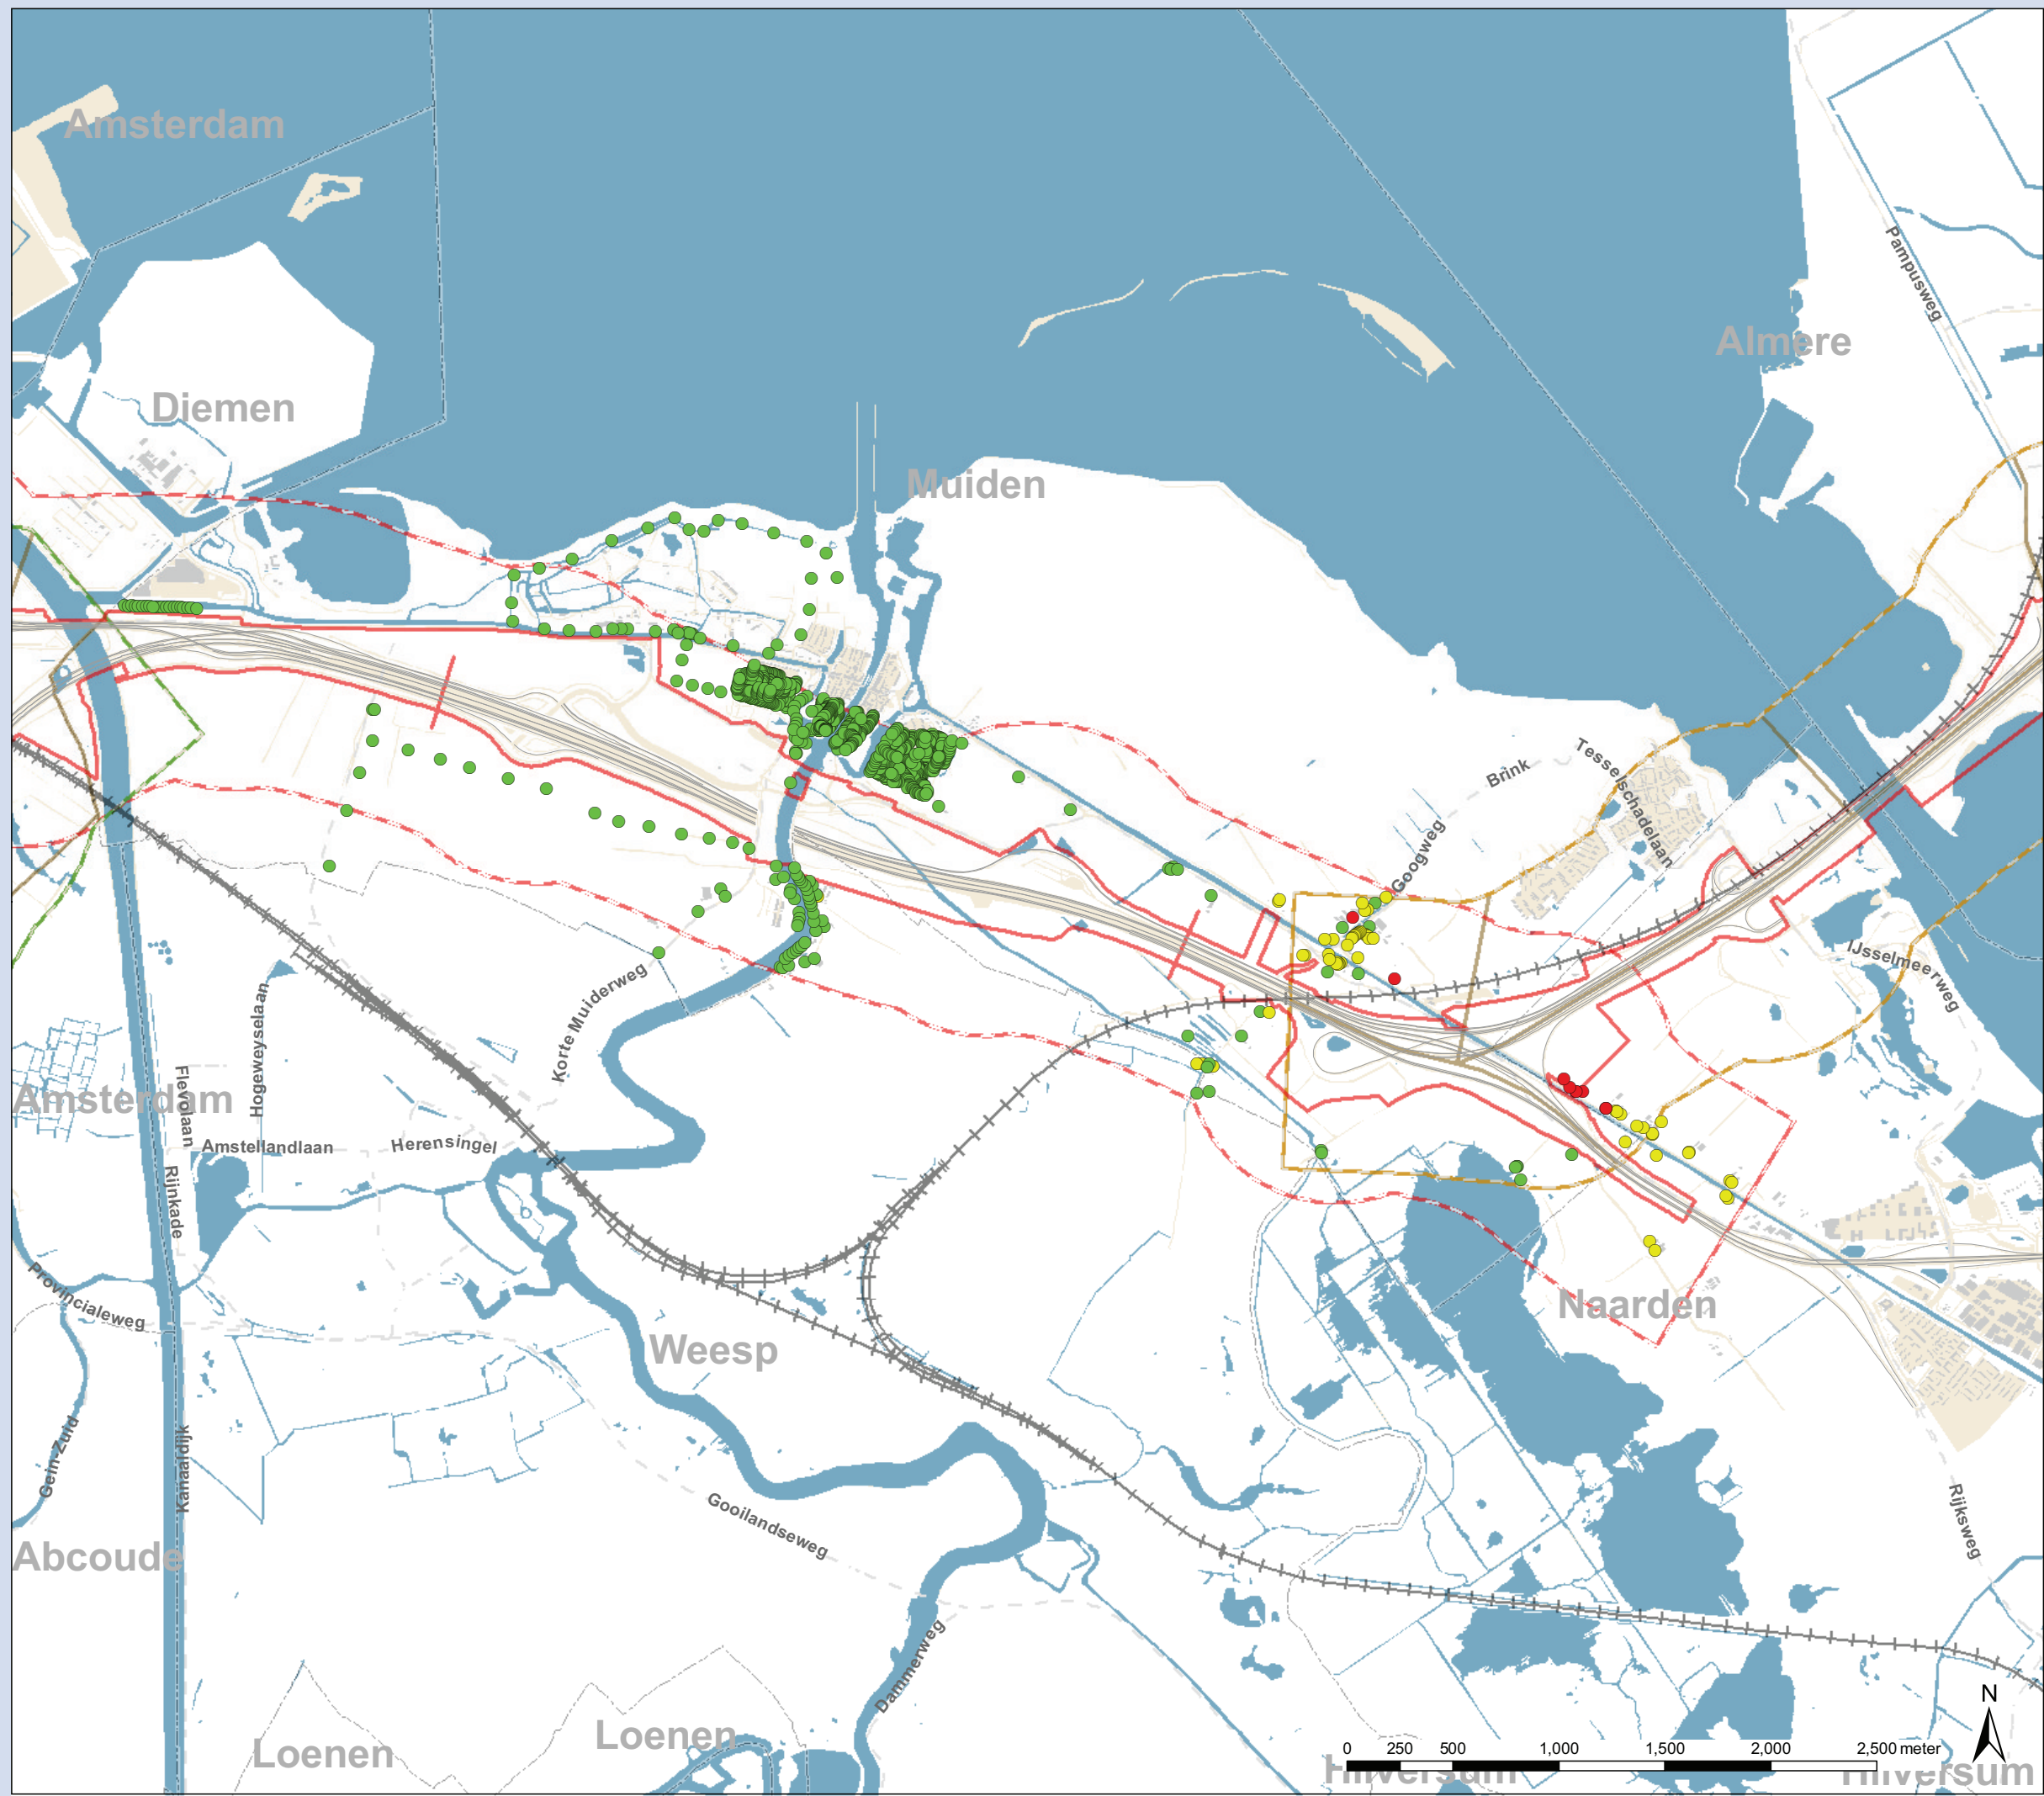 Amsterdam
Pampusweg
Almere
Diemen
Muiden
Brink
Tesselschadelaan
Googweg
IJsselmeerweg
Korte Muiderweg
Hogeweyselaan
Flevolaan
Amsterdam
Amstellandlaan
Herensingel
Rijnkade
Provincialeweg
Naarden
Weesp
Gein-Zuid
Kanaaldijk
Gooilandseweg
Rijksweg
Abcoude
Dammerweg
N
Loenen
Loenen
0 250 500 1,000 1,500 2,000 2,500 meter
Hilversum
Hilversum